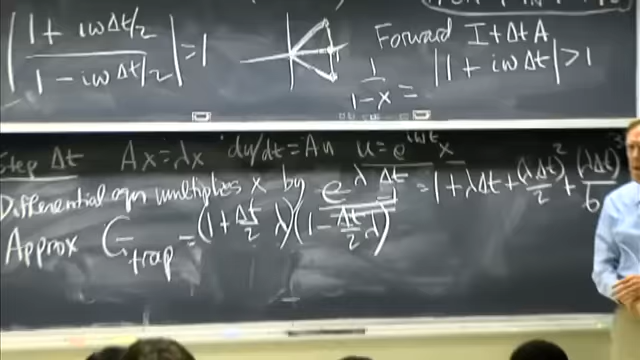 |(1 + iωΔt/2)/(1 - iωΔt/2)| = 1
Forward I + Δt A
1/(1-x) =
|1 + iωΔt| > 1
Step Δt Ax = λx du/dt = Au u = e^{iωt} x
Differential eqn multiplies x by e^{λΔt} = 1 + λΔt + (λΔt)²/2 + (λΔt)³/6
Approx G_trap = (1 + Δt/2 λ)(1 - Δt/2 λ)